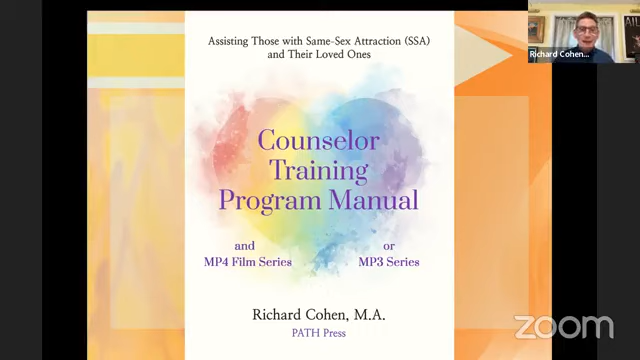 Assisting Those with Same-Sex Attraction (SSA)
and Their Loved Ones
Counselor
Training
Program Manual
and
MP4 Film Series
or
MP3 Series
Richard Cohen, M.A.
PATH Press
Richard Cohen...
zoom